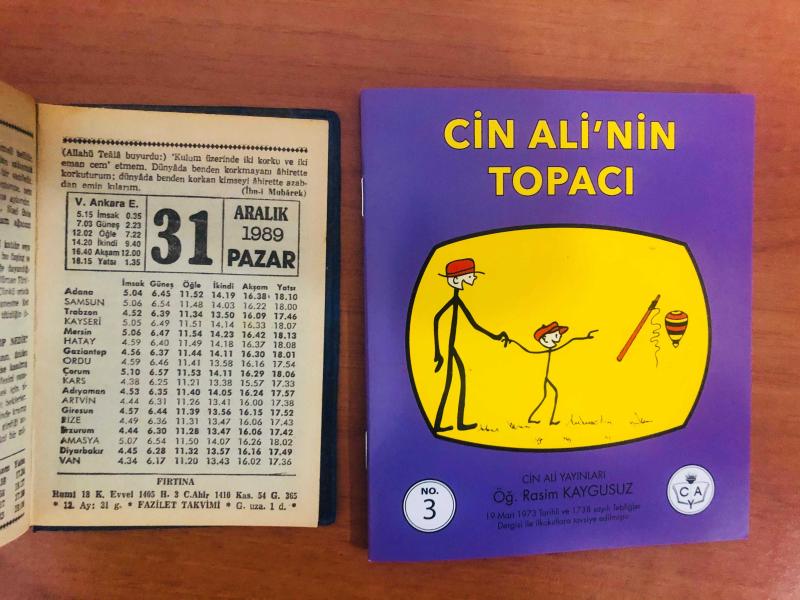 (Allahü Teâlâ buyurdu:) 'Kulum üzerinde iki korku ve iki
eman cem' etmem. Dünyâda benden korkmayanı âhirette
korkuturum; dünyâda benden korkan kimseyi âhirette azab-
dan emin kılarım. (İbn-i Mubârek)
V. Ankara E.
5.15 İmsak 0.35
7.03 Güneş 2.23
12.02 Öğle 7.22
14.20 İkindi 9.40
16.40 Akşam 12.00
18.15 Yatsı 1.35
31
ARALIK
1989
PAZAR
İmsak Güneş Öğle İkindi Akşam Yatsı
Adana 5.04 6.45 11.52 14.19 16.38 18.10
SAMSUN 5.06 6.54 11.48 14.03 16.22 18.00
Trabzon 4.52 6.39 11.34 13.50 16.09 17.46
KAYSERİ 5.05 6.49 11.51 14.14 16.33 18.07
Mersin 5.06 6.47 11.54 14.23 16.42 18.13
HATAY 4.59 6.40 11.49 14.18 16.37 18.08
Gaziantep 4.56 6.37 11.44 14.11 16.30 18.01
ORDU 4.59 6.46 11.41 13.58 16.16 17.54
Çorum 5.10 6.57 11.53 14.11 16.29 18.06
KARS 4.38 6.25 11.21 13.38 15.57 17.33
Adıyaman 4.53 6.35 11.40 14.05 16.24 17.57
ARTVİN 4.44 6.31 11.26 13.41 16.00 17.38
Giresun 4.57 6.44 11.39 13.56 16.15 17.52
RİZE 4.49 6.36 11.31 13.47 16.06 17.43
Erzurum 4.44 6.30 11.28 13.47 16.06 17.42
AMASYA 5.07 6.54 11.50 14.07 16.26 18.02
Diyarbakır 4.45 6.28 11.32 13.57 16.16 17.49
VAN 4.34 6.17 11.20 13.43 16.02 17.36
FIRTINA
Rumi 18 K. Evvel 1405 H. 3 C.Ahir 1410 Kas. 54 G. 365
* 12. Ay: 31 g. * FAZİLET TAKVİMİ * G. uza. 1 d. *
CİN ALİ'NİN
TOPACI
CİN ALİ YAYINLARI
Öğ. Rasim KAYGUSUZ
19 Mart 1973 Tarihli ve 1738 sayılı Tebliğler
Dergisi ile ilkokullara tavsiye edilmiştir.
NO.
3
C A
Y